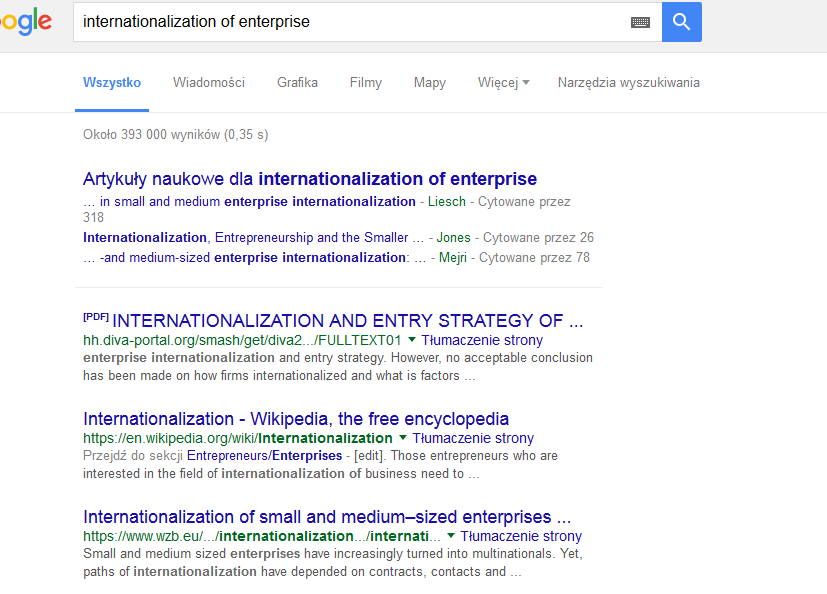 ogle
internationalization of enterprise
Wszystko Wiadomości Grafika Filmy Mapy Więcej Narzędzia wyszukiwania
Około 393 000 wyników (0,35 s)
Artykuły naukowe dla internationalization of enterprise
... in small and medium enterprise internationalization - Liesch - Cytowane przez
318
Internationalization, Entrepreneurship and the Smaller ... - Jones - Cytowane przez 26
... -and medium-sized enterprise internationalization: ... - Mejri - Cytowane przez 78
[PDF] INTERNATIONALIZATION AND ENTRY STRATEGY OF ...
hh.diva-portal.org/smash/get/diva2.../FULLTEXT01 Tłumaczenie strony
enterprise internationalization and entry strategy. However, no acceptable conclusion
has been made on how firms internationalized and what is factors ...
Internationalization - Wikipedia, the free encyclopedia
https://en.wikipedia.org/wiki/Internationalization Tłumaczenie strony
Przejdź do sekcji Entrepreneurs/Enterprises - [edit]. Those entrepreneurs who are
interested in the field of internationalization of business need to ...
Internationalization of small and medium–sized enterprises ...
https://www.wzb.eu/.../internationalization.../internati... Tłumaczenie strony
Small and medium sized enterprises have increasingly turned into multinationals. Yet,
paths of internationalization have depended on contracts, contacts and ...